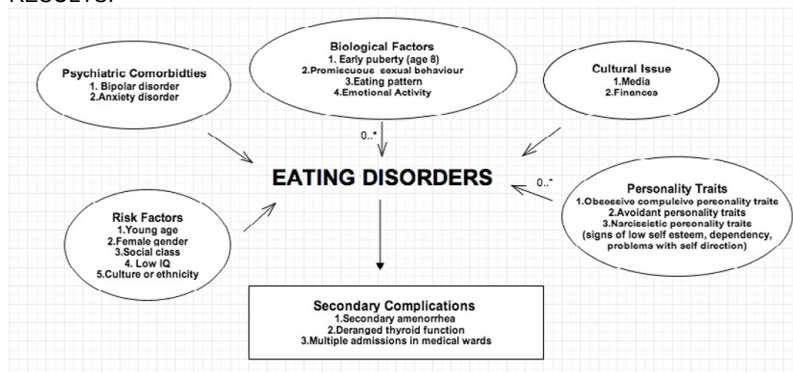 Psychiatric Comorbidties
1. Bipolar disorder
2.Anxiety disorder
Biological Factors
1. Early puberty (age 8)
2.Promiscuous sexual behaviour
3.Eating pattern
4.Emotional Activity
Cultural Issue
1.Media
2.Finances
0..*
EATING DISORDERS
0..*
Risk Factors
1.Young age
2.Female gender
3.Social class
4. Low IQ
5.Culture or ethnicity
Personality Traits
1.Obsessive compulsive personality traits
2.Avoidant personality traits
3.Narcissistic personality traits
(signs of low self esteem, dependency,
problems with self direction)
Secondary Complications
1.Secondary amenorrhea
2.Deranged thyroid function
3.Multiple admissions in medical wards